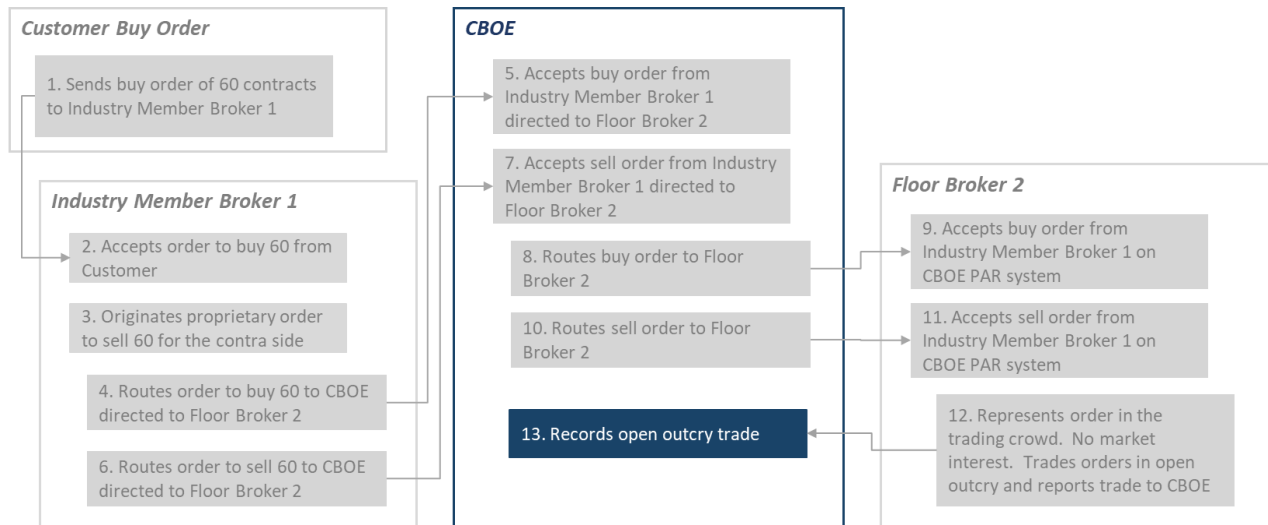 Customer Buy Order
1. Sends buy order of 60 contracts
to Industry Member Broker 1
Industry Member Broker 1
2. Accepts order to buy 60 from
Customer
3. Originates proprietary order
to sell 60 for the contra side
4. Routes order to buy 60 to CBOE
directed to Floor Broker 2
6. Routes order to sell 60 to CBOE
directed to Floor Broker 2
CBOE
5. Accepts buy order from
Industry Member Broker 1
directed to Floor Broker 2
7. Accepts sell order from Industry
Member Broker 1 directed to
Floor Broker 2
8. Routes buy order to Floor
Broker 2
10. Routes sell order to Floor
Broker 2
13. Records open outcry trade
Floor Broker 2
9. Accepts buy order from
Industry Member Broker 1 on
CBOE PAR system
11. Accepts sell order from
Industry Member Broker 1 on
CBOE PAR system
12. Represents order in the
trading crowd.  No market
interest.  Trades orders in open
outcry and reports trade to CBOE